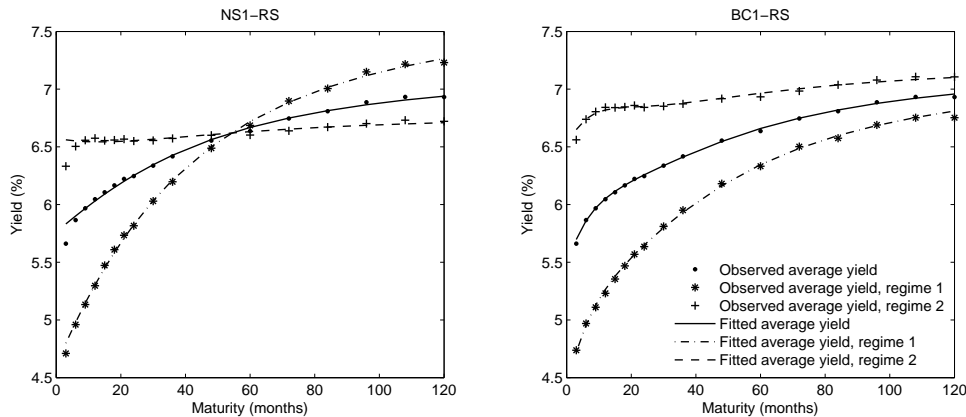 NS1−RS
7.5
7
6.5
6
5.5
5
4.5
Yield (%)
0 20 40 60 80 100 120
Maturity (months)
BC1−RS
7.5
7
6.5
6
5.5
5
4.5
Yield (%)
Observed average yield
Observed average yield, regime 1
Observed average yield, regime 2
Fitted average yield
Fitted average yield, regime 1
Fitted average yield, regime 2
0 20 40 60 80 100 120
Maturity (months)